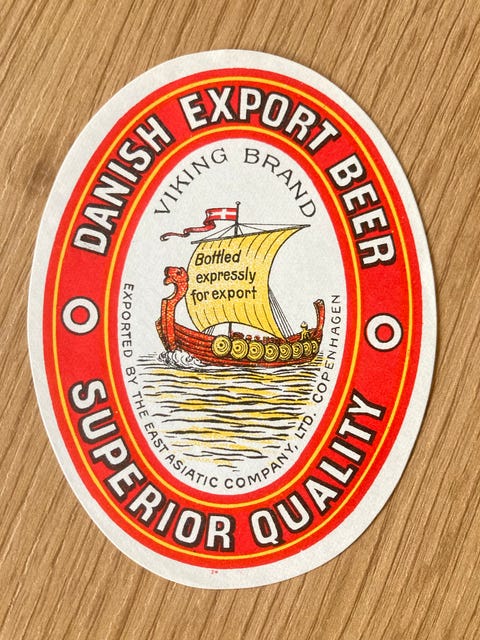 DANISH EXPORT BEER
VIKING BRAND
Bottled
expressly
for export
EXPORTED BY THE EAST ASIATIC COMPANY, LTD. COPENHAGEN
SUPERIOR QUALITY